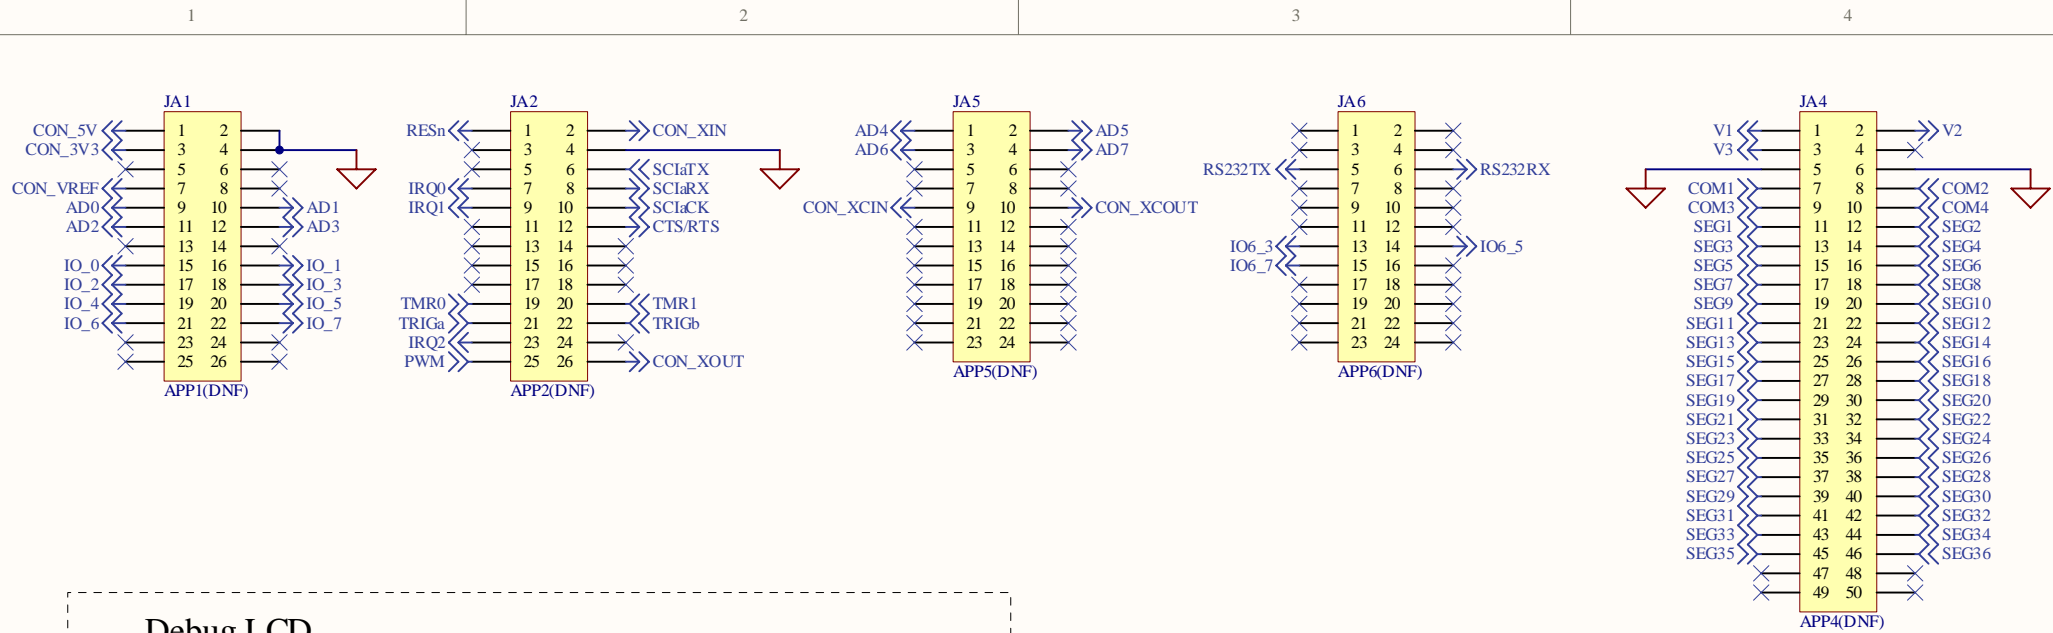 1 2 3 4
JA1
CON_5V 1 2
CON_3V3 3 4
5 6
CON_VREF 7 8
AD0 9 10 AD1
AD2 11 12 AD3
13 14
IO_0 15 16 IO_1
IO_2 17 18 IO_3
IO_4 19 20 IO_5
IO_6 21 22 IO_7
23 24
25 26
APP1(DNF)
JA2
RESn 1 2 CON_XIN
3 4
5 6 SCIaTX
IRQ0 7 8 SCIaRX
IRQ1 9 10 SCIaCK
11 12 CTS/RTS
13 14
15 16
17 18
TMR0 19 20 TMR1
TRIGa 21 22 TRIGb
IRQ2 23 24
PWM 25 26 CON_XOUT
APP2(DNF)
JA5
AD4 1 2 AD5
AD6 3 4 AD7
5 6
7 8
CON_XCIN 9 10 CON_XCOUT
11 12
13 14
15 16
17 18
19 20
21 22
23 24
APP5(DNF)
JA6
1 2
3 4
RS232TX 5 6 RS232RX
7 8
9 10
11 12
IO6_3 13 14 IO6_5
IO6_7 15 16
17 18
19 20
21 22
23 24
APP6(DNF)
JA4
V1 1 2 V2
V3 3 4
5 6
COM1 7 8 COM2
COM3 9 10 COM4
SEG1 11 12 SEG2
SEG3 13 14 SEG4
SEG5 15 16 SEG6
SEG7 17 18 SEG8
SEG9 19 20 SEG10
SEG11 21 22 SEG12
SEG13 23 24 SEG14
SEG15 25 26 SEG16
SEG17 27 28 SEG18
SEG19 29 30 SEG20
SEG21 31 32 SEG22
SEG23 33 34 SEG24
SEG25 35 36 SEG26
SEG27 37 38 SEG28
SEG29 39 40 SEG30
SEG31 41 42 SEG32
SEG33 43 44 SEG34
SEG35 45 46 SEG36
47 48
49 50
APP4(DNF)
Debug LCD